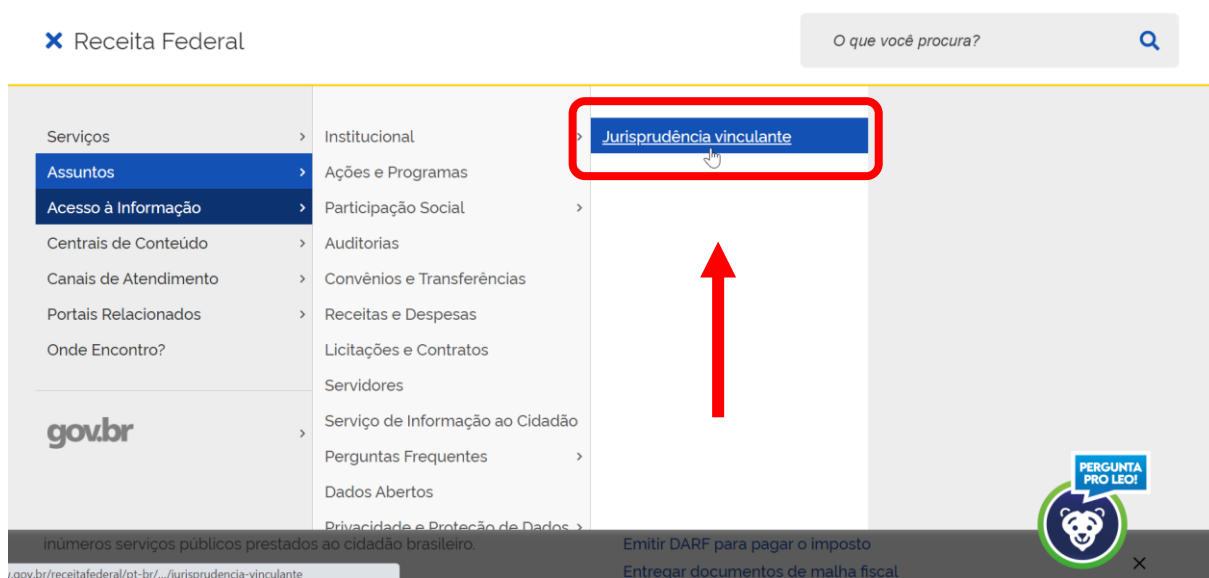 Receita Federal
O que você procura?
Serviços
Assuntos
Acesso à Informação
Centrais de Conteúdo
Canais de Atendimento
Portais Relacionados
Onde Encontro?
gov.br
Institucional
Ações e Programas
Participação Social
Auditorias
Convênios e Transferências
Receitas e Despesas
Licitações e Contratos
Servidores
Serviço de Informação ao Cidadão
Perguntas Frequentes
Dados Abertos
Privacidade e Proteção de Dados
Jurisprudência vinculante
PERGUNTA
PRO LEO!
inúmeros serviços públicos prestados ao cidadão brasileiro.
Emitir DARF para pagar o imposto
Entregar documentos de malha fiscal
.gov.br/receitafederal/pt-br/.../jurisprudencia-vinculante